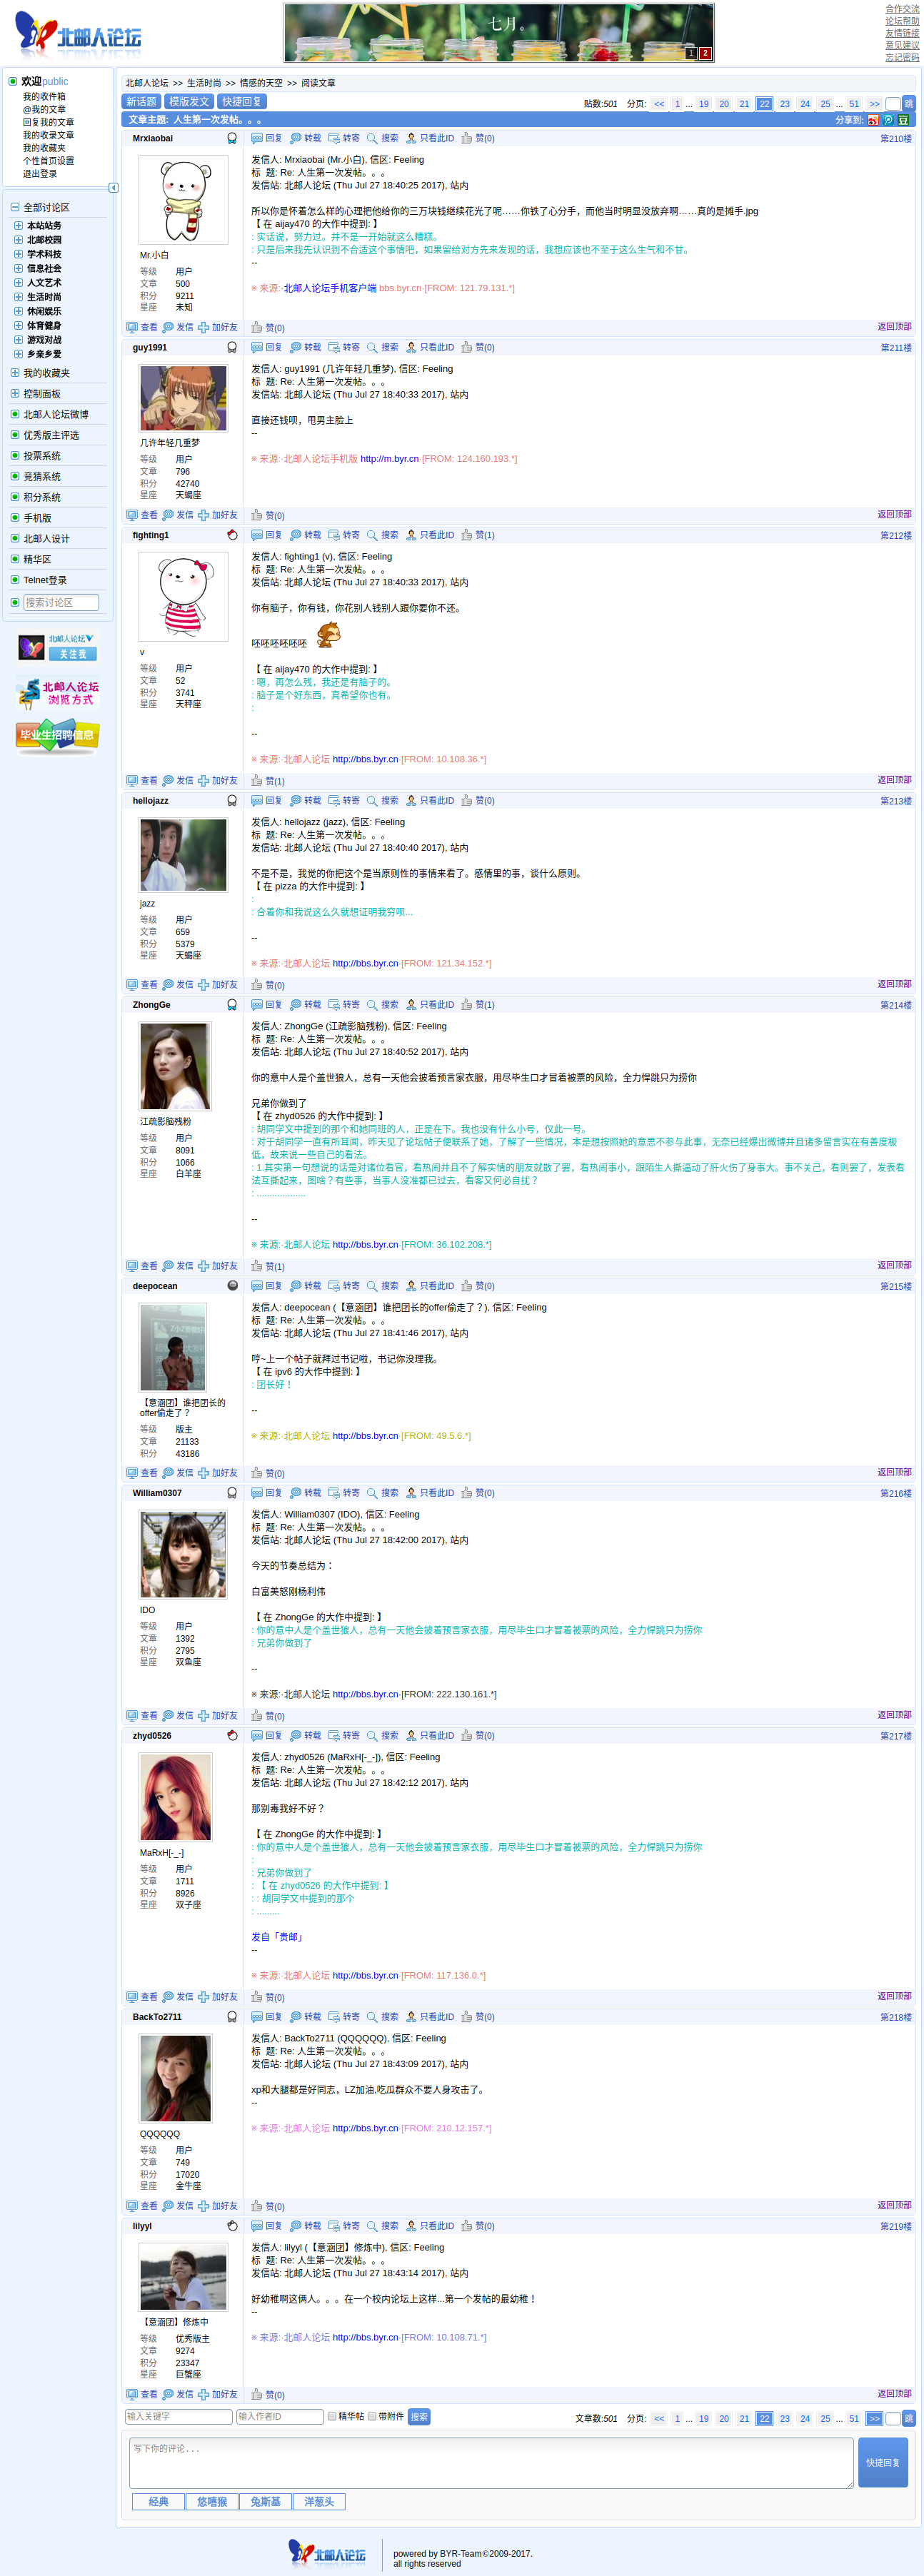 北邮人论坛
七月。
1 2
合作交流
论坛帮助
友情链接
意见建议
忘记密码
欢迎public
我的收件箱
@我的文章
回复我的文章
我的收录文章
我的收藏夹
个性首页设置
退出登录
全部讨论区
本站站务
北邮校园
学术科技
信息社会
人文艺术
生活时尚
休闲娱乐
体育健身
游戏对战
乡亲乡爱
我的收藏夹
控制面板
北邮人论坛微博
优秀版主评选
投票系统
竞猜系统
积分系统
手机版
北邮人设计
精华区
Telnet登录
搜索讨论区
北邮人论坛
关注我
北邮人论坛
浏览方式
毕业生招聘信息
北邮人论坛 >> 生活时尚 >> 情感的天空 >> 阅读文章
新话题 模版发文 快捷回复
贴数:501 分页: << 1 ... 19 20 21 22 23 24 25 ... 51 >> 跳
文章主题: 人生第一次发帖。。。
分享到:
Mrxiaobai
回复 转载 转寄 搜索 只看此ID 赞(0)
第210楼
发信人: Mrxiaobai (Mr.小白), 信区: Feeling
标 题: Re: 人生第一次发帖。。。
发信站: 北邮人论坛 (Thu Jul 27 18:40:25 2017), 站内
所以你是怀着怎么样的心理把他给你的三万块钱继续花光了呢……你铁了心分手，而他当时明显没放弃啊……真的是摊手.jpg
【 在 aijay470 的大作中提到: 】
: 实话说，努力过。并不是一开始就这么糟糕。
: 只是后来我先认识到不合适这个事情吧，如果留给对方先来发现的话，我想应该也不至于这么生气和不甘。
--
※ 来源:·北邮人论坛手机客户端 bbs.byr.cn·[FROM: 121.79.131.*]
Mr.小白
等级 用户
文章 500
积分 9211
星座 未知
查看 发信 加好友 赞(0) 返回顶部
guy1991
回复 转载 转寄 搜索 只看此ID 赞(0)
第211楼
发信人: guy1991 (几许年轻几重梦), 信区: Feeling
标 题: Re: 人生第一次发帖。。。
发信站: 北邮人论坛 (Thu Jul 27 18:40:33 2017), 站内
直接还钱呗，甩男主脸上
--
※ 来源:·北邮人论坛手机版 http://m.byr.cn·[FROM: 124.160.193.*]
几许年轻几重梦
等级 用户
文章 796
积分 42740
星座 天蝎座
查看 发信 加好友 赞(0) 返回顶部
fighting1
回复 转载 转寄 搜索 只看此ID 赞(1)
第212楼
发信人: fighting1 (v), 信区: Feeling
标 题: Re: 人生第一次发帖。。。
发信站: 北邮人论坛 (Thu Jul 27 18:40:33 2017), 站内
你有脑子，你有钱，你花别人钱别人跟你要你不还。
呸呸呸呸呸呸
【 在 aijay470 的大作中提到: 】
: 嗯，再怎么残，我还是有脑子的。
: 脑子是个好东西，真希望你也有。
:
--
※ 来源:·北邮人论坛 http://bbs.byr.cn·[FROM: 10.108.36.*]
v
等级 用户
文章 52
积分 3741
星座 天秤座
查看 发信 加好友 赞(1) 返回顶部
hellojazz
回复 转载 转寄 搜索 只看此ID 赞(0)
第213楼
发信人: hellojazz (jazz), 信区: Feeling
标 题: Re: 人生第一次发帖。。。
发信站: 北邮人论坛 (Thu Jul 27 18:40:40 2017), 站内
不是不是，我觉的你把这个是当原则性的事情来看了。感情里的事，谈什么原则。
【 在 pizza 的大作中提到: 】
:
: 合着你和我说这么久就想证明我穷呗...
--
※ 来源:·北邮人论坛 http://bbs.byr.cn·[FROM: 121.34.152.*]
jazz
等级 用户
文章 659
积分 5379
星座 天蝎座
查看 发信 加好友 赞(0) 返回顶部
ZhongGe
回复 转载 转寄 搜索 只看此ID 赞(1)
第214楼
发信人: ZhongGe (江疏影脑残粉), 信区: Feeling
标 题: Re: 人生第一次发帖。。。
发信站: 北邮人论坛 (Thu Jul 27 18:40:52 2017), 站内
你的意中人是个盖世狼人，总有一天他会披着预言家衣服，用尽毕生口才冒着被票的风险，全力悍跳只为捞你
兄弟你做到了
【 在 zhyd0526 的大作中提到: 】
: 胡同学文中提到的那个和她同班的人，正是在下。我也没有什么小号，仅此一号。
: 对于胡同学一直有所耳闻，昨天见了论坛帖子便联系了她，了解了一些情况，本是想按照她的意思不参与此事，无奈已经爆出微博并且诸多留言实在有善度极低，故来说一些自己的看法。
: 1.其实第一句想说的话是对诸位看官，看热闹并且不了解实情的朋友就散了罢，看热闹事小，跟陌生人撕逼动了肝火伤了身事大。事不关己，看则罢了，发表看法互撕起来，图啥？有些事，当事人没准都已过去，看客又何必自扰？
: ...................
--
※ 来源:·北邮人论坛 http://bbs.byr.cn·[FROM: 36.102.208.*]
江疏影脑残粉
等级 用户
文章 8091
积分 1066
星座 白羊座
查看 发信 加好友 赞(1) 返回顶部
deepocean
回复 转载 转寄 搜索 只看此ID 赞(0)
第215楼
发信人: deepocean (【意涵团】谁把团长的offer偷走了？), 信区: Feeling
标 题: Re: 人生第一次发帖。。。
发信站: 北邮人论坛 (Thu Jul 27 18:41:46 2017), 站内
哼~上一个帖子就拜过书记啦，书记你没理我。
【 在 ipv6 的大作中提到: 】
: 团长好！
--
※ 来源:·北邮人论坛 http://bbs.byr.cn·[FROM: 49.5.6.*]
【意涵团】谁把团长的offer偷走了？
等级 版主
文章 21133
积分 43186
查看 发信 加好友 赞(0) 返回顶部
William0307
回复 转载 转寄 搜索 只看此ID 赞(0)
第216楼
发信人: William0307 (IDO), 信区: Feeling
标 题: Re: 人生第一次发帖。。。
发信站: 北邮人论坛 (Thu Jul 27 18:42:00 2017), 站内
今天的节奏总结为：
白富美怒刚杨利伟
【 在 ZhongGe 的大作中提到: 】
: 你的意中人是个盖世狼人，总有一天他会披着预言家衣服，用尽毕生口才冒着被票的风险，全力悍跳只为捞你
: 兄弟你做到了
--
※ 来源:·北邮人论坛 http://bbs.byr.cn·[FROM: 222.130.161.*]
IDO
等级 用户
文章 1392
积分 2795
星座 双鱼座
查看 发信 加好友 赞(0) 返回顶部
zhyd0526
回复 转载 转寄 搜索 只看此ID 赞(0)
第217楼
发信人: zhyd0526 (MaRxH[-_-]), 信区: Feeling
标 题: Re: 人生第一次发帖。。。
发信站: 北邮人论坛 (Thu Jul 27 18:42:12 2017), 站内
那别毒我好不好？
【 在 ZhongGe 的大作中提到: 】
: 你的意中人是个盖世狼人，总有一天他会披着预言家衣服，用尽毕生口才冒着被票的风险，全力悍跳只为捞你
:
: 兄弟你做到了
: 【 在 zhyd0526 的大作中提到: 】
: : 胡同学文中提到的那个
: .........
发自「贵邮」
--
※ 来源:·北邮人论坛 http://bbs.byr.cn·[FROM: 117.136.0.*]
MaRxH[-_-]
等级 用户
文章 1711
积分 8926
星座 双子座
查看 发信 加好友 赞(0) 返回顶部
BackTo2711
回复 转载 转寄 搜索 只看此ID 赞(0)
第218楼
发信人: BackTo2711 (QQQQQQ), 信区: Feeling
标 题: Re: 人生第一次发帖。。。
发信站: 北邮人论坛 (Thu Jul 27 18:43:09 2017), 站内
xp和大腿都是好同志，LZ加油,吃瓜群众不要人身攻击了。
--
※ 来源:·北邮人论坛 http://bbs.byr.cn·[FROM: 210.12.157.*]
QQQQQQ
等级 用户
文章 749
积分 17020
星座 金牛座
查看 发信 加好友 赞(0) 返回顶部
lilyyl
回复 转载 转寄 搜索 只看此ID 赞(0)
第219楼
发信人: lilyyl (【意涵团】修炼中), 信区: Feeling
标 题: Re: 人生第一次发帖。。。
发信站: 北邮人论坛 (Thu Jul 27 18:43:14 2017), 站内
好幼稚啊这俩人。。。在一个校内论坛上这样...第一个发帖的最幼稚！
--
※ 来源:·北邮人论坛 http://bbs.byr.cn·[FROM: 10.108.71.*]
【意涵团】修炼中
等级 优秀版主
文章 9274
积分 23347
星座 巨蟹座
查看 发信 加好友 赞(0) 返回顶部
输入关键字 输入作者ID 精华帖 带附件 搜索
文章数:501 分页: << 1 ... 19 20 21 22 23 24 25 ... 51 >> 跳
写下你的评论...
快捷回复
经典 悠嘻猴 兔斯基 洋葱头
北邮人论坛
powered by BYR-Team©2009-2017.
all rights reserved